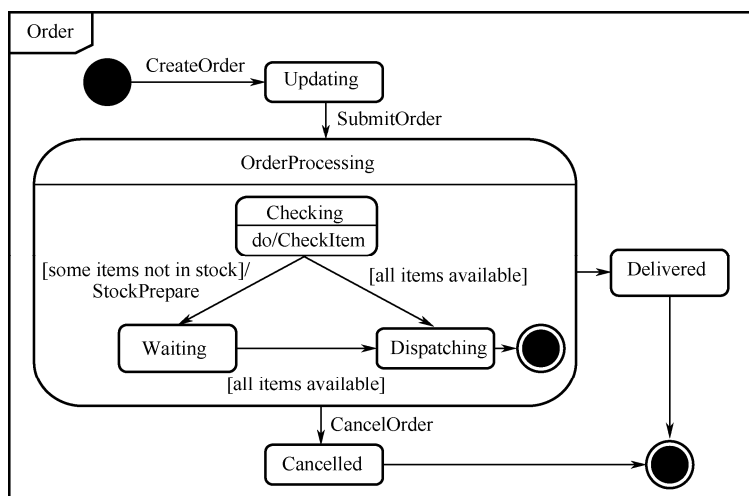 Order
CreateOrder
Updating
SubmitOrder
OrderProcessing
Checking
do/CheckItem
[some items not in stock]/
StockPrepare
[all items available]
Delivered
Waiting
Dispatching
[all items available]
CancelOrder
Cancelled